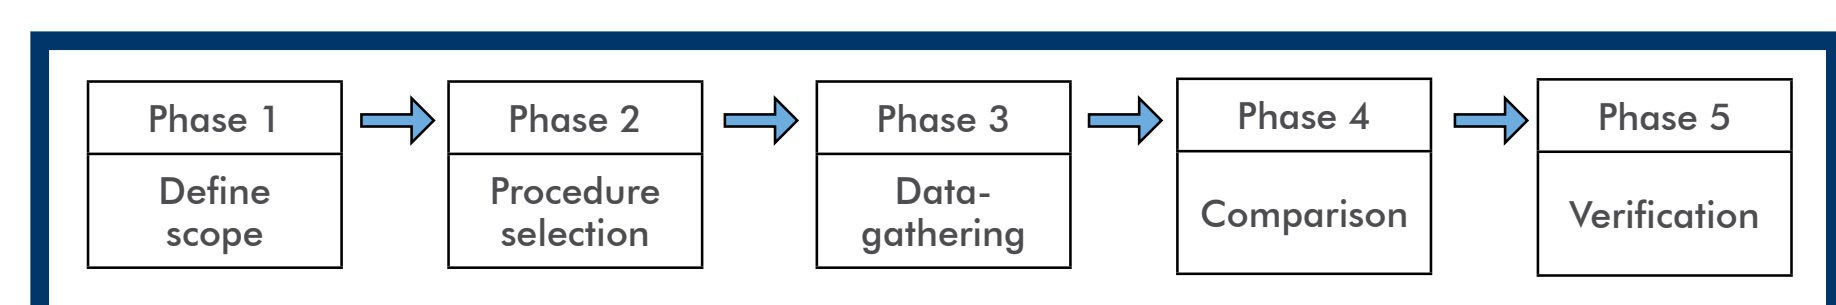 Phase 1
Define
scope
Phase 2
Procedure
selection
Phase 3
Data-
gathering
Phase 4
Comparison
Phase 5
Verification